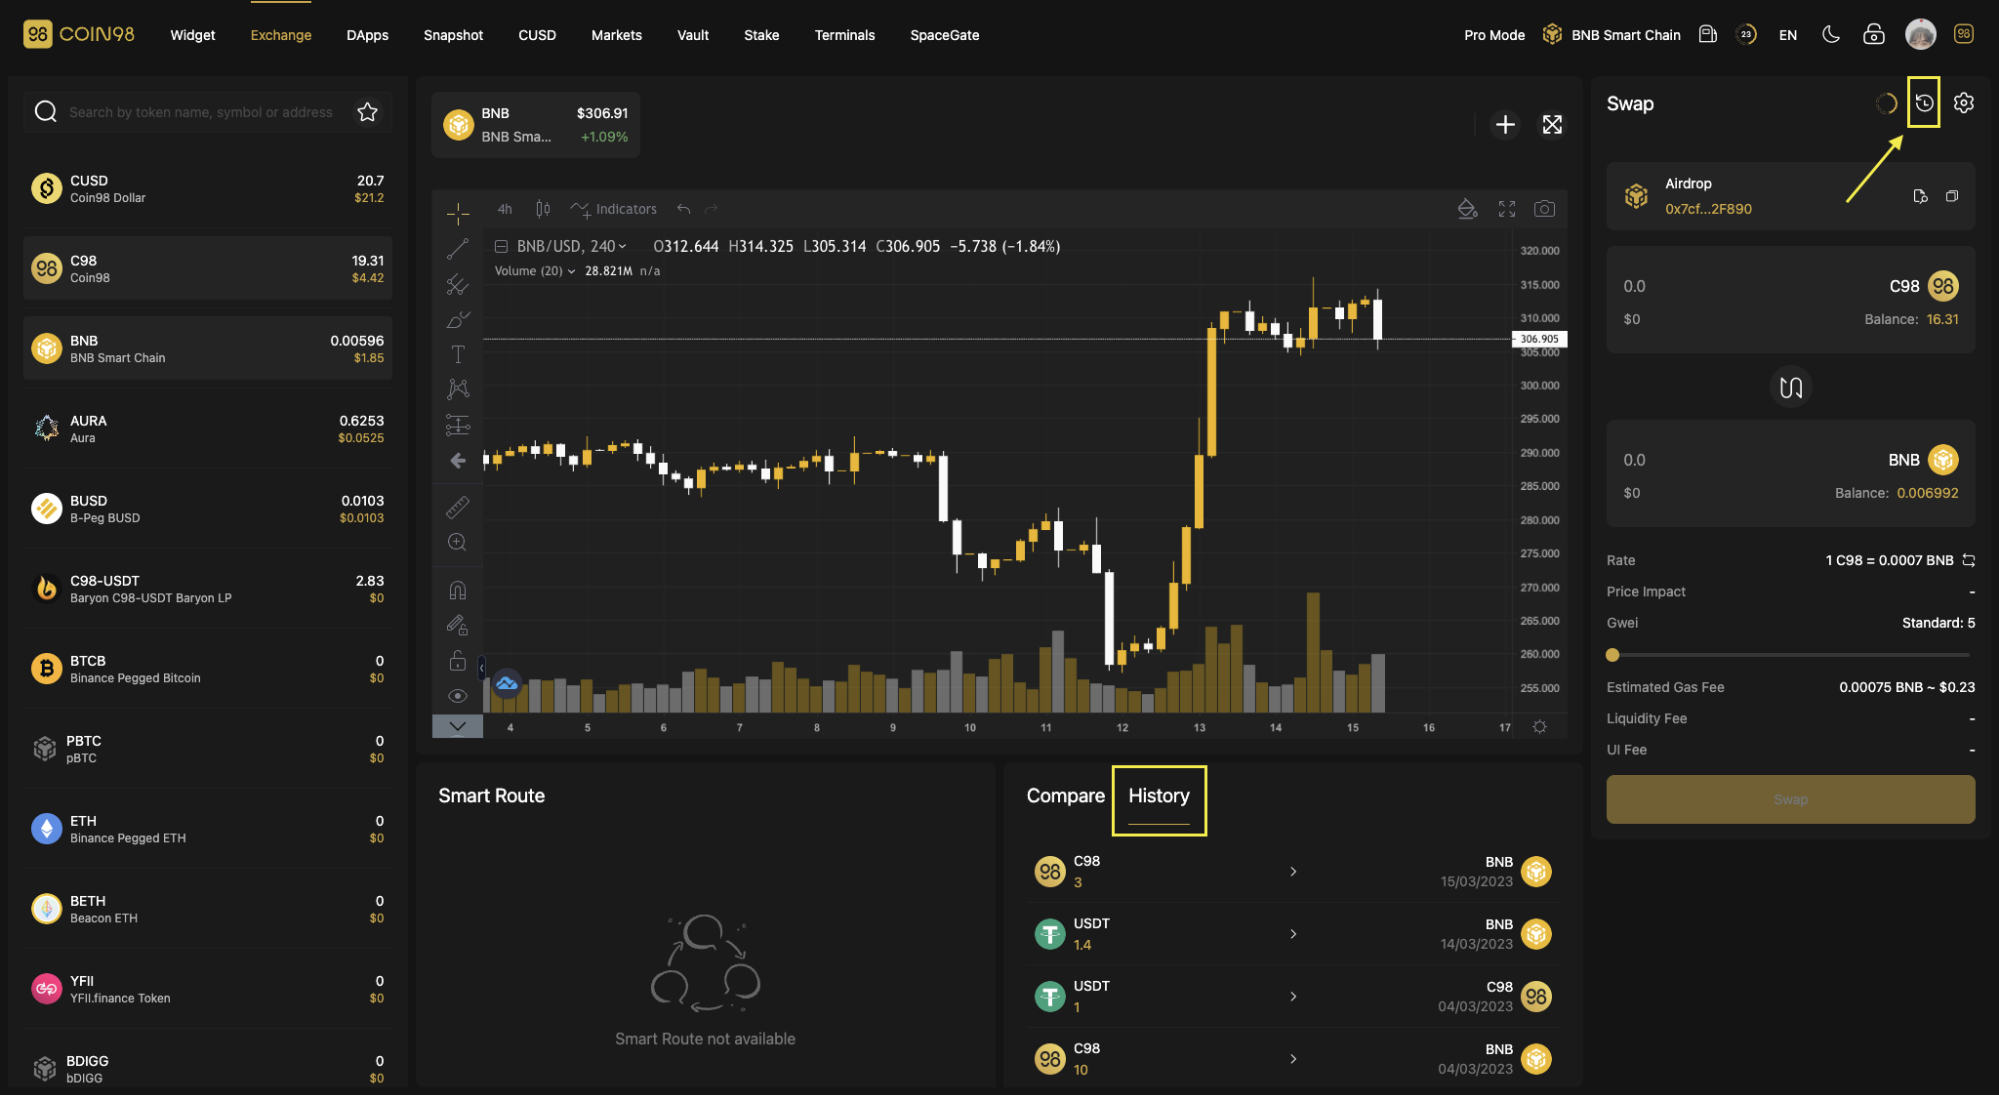 98 COIN98
Widget
Exchange
DApps
Snapshot
CUSD
Markets
Vault
Stake
Terminals
SpaceGate
Pro Mode
BNB Smart Chain
23
EN
98
Search by token name, symbol or address
CUSD 20.7
Coin98 Dollar $21.2
98
C98 19.31
Coin98 $4.42
BNB 0.00596
BNB Smart Chain $1.85
AURA 0.6253
Aura $0.0525
BUSD 0.0103
B-Peg BUSD $0.0103
C98-USDT 2.83
Baryon C98-USDT Baryon LP $0
BTCB 0
Binance Pegged Bitcoin $0
PBTC 0
pBTC $0
ETH 0
Binance Pegged ETH $0
BETH 0
Beacon ETH $0
YFII 0
YFII.finance Token $0
BDIGG 0
bDIGG $0
BNB $306.91
BNB Sma... +1.09%
4h Indicators
BNB/USD, 240 O312.644 H314.325 L305.314 C306.905 -5.738 (-1.84%)
Volume (20) 28.821M n/a
320.000
315.000
310.000
306.905
305.000
300.000
295.000
290.000
285.000
280.000
275.000
270.000
265.000
260.000
255.000
4 5 6 7 8 9 10 11 12 13 14 15 16 17
Smart Route
Smart Route not available
Compare History
C98 BNB
98
3 15/03/2023
USDT BNB
1.4 14/03/2023
USDT C98
98
1 04/03/2023
C98 BNB
98
10 04/03/2023
Swap
Airdrop
0x7cf...2F890
0.0 C98 98
$0 Balance: 16.31
0.0 BNB
$0 Balance: 0.006992
Rate 1 C98 = 0.0007 BNB
Price Impact -
Gwei Standard: 5
Estimated Gas Fee 0.00075 BNB ~ $0.23
Liquidity Fee -
UI Fee -
Swap